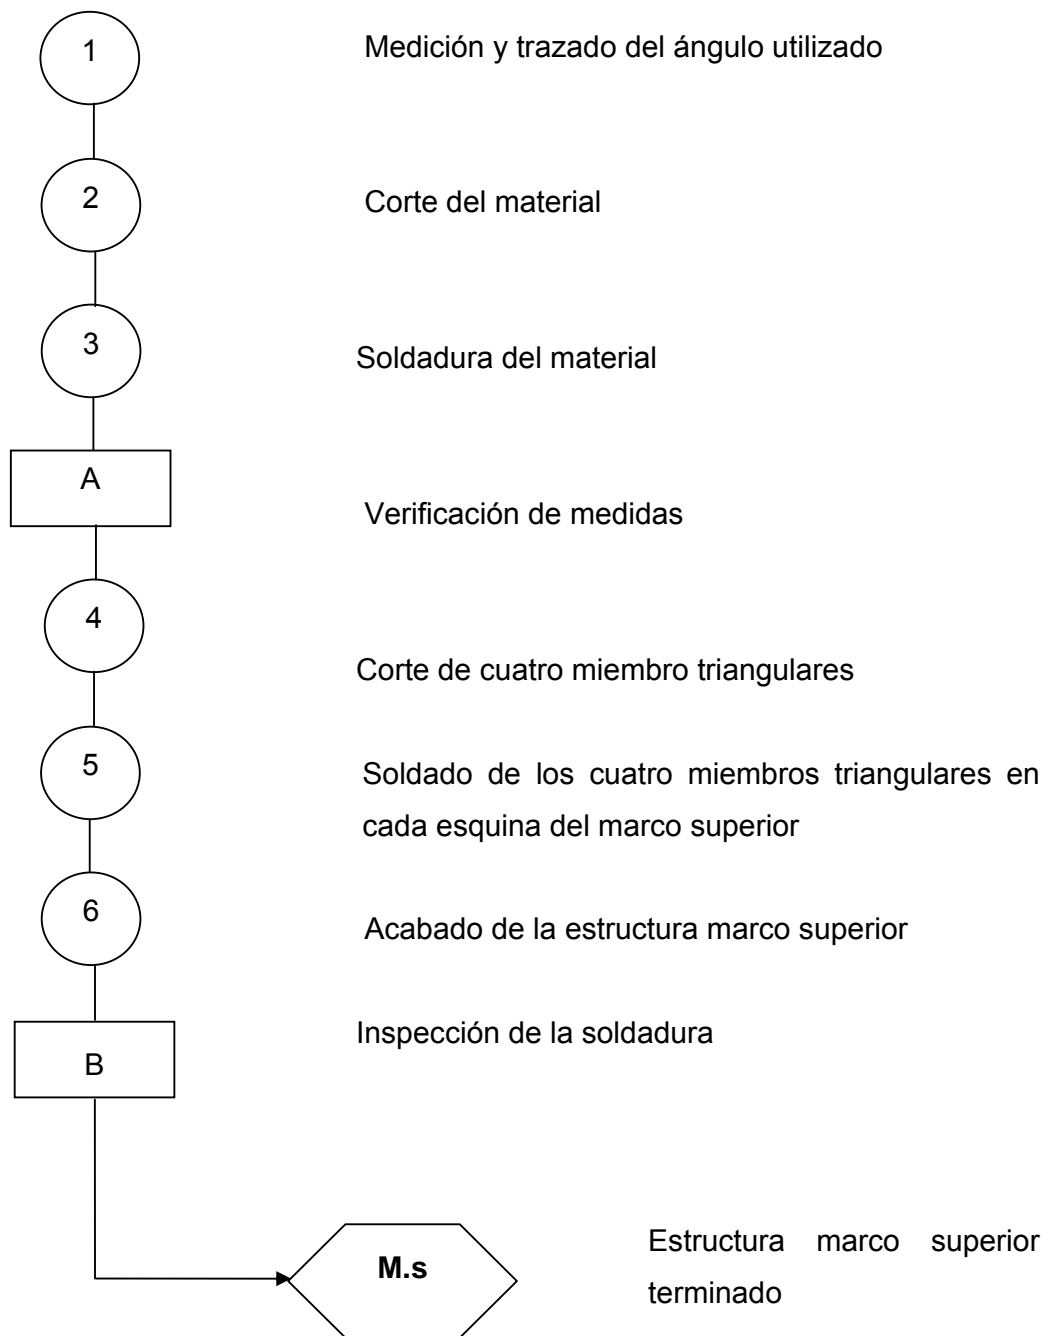 1
Medición y trazado del ángulo utilizado
2
Corte del material
3
Soldadura del material
A
Verificación de medidas
4
Corte de cuatro miembro triangulares
5
Soldado de los cuatro miembros triangulares en
cada esquina del marco superior
6
Acabado de la estructura marco superior
B
Inspección de la soldadura
M.s
Estructura marco superior
terminado